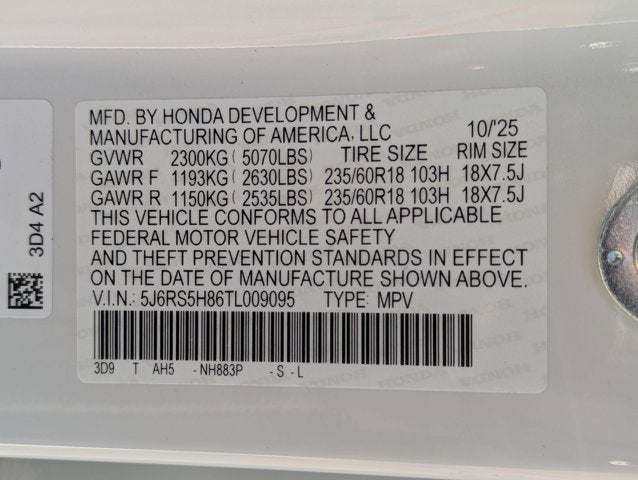 MFD. BY HONDA DEVELOPMENT &
MANUFACTURING OF AMERICA, LLC 10/'25
GVWR 2300KG ( 5070LBS) TIRE SIZE RIM SIZE
GAWR F 1193KG ( 2630LBS) 235/60R18 103H 18X7.5J
GAWR R 1150KG ( 2535LBS) 235/60R18 103H 18X7.5J
THIS VEHICLE CONFORMS TO ALL APPLICABLE
FEDERAL MOTOR VEHICLE SAFETY
AND THEFT PREVENTION STANDARDS IN EFFECT
ON THE DATE OF MANUFACTURE SHOWN ABOVE.
V.I.N.: 5J6RS5H86TL009095 TYPE: MPV
3D9 T AH5 -NH883P -S-L
3D4 A2